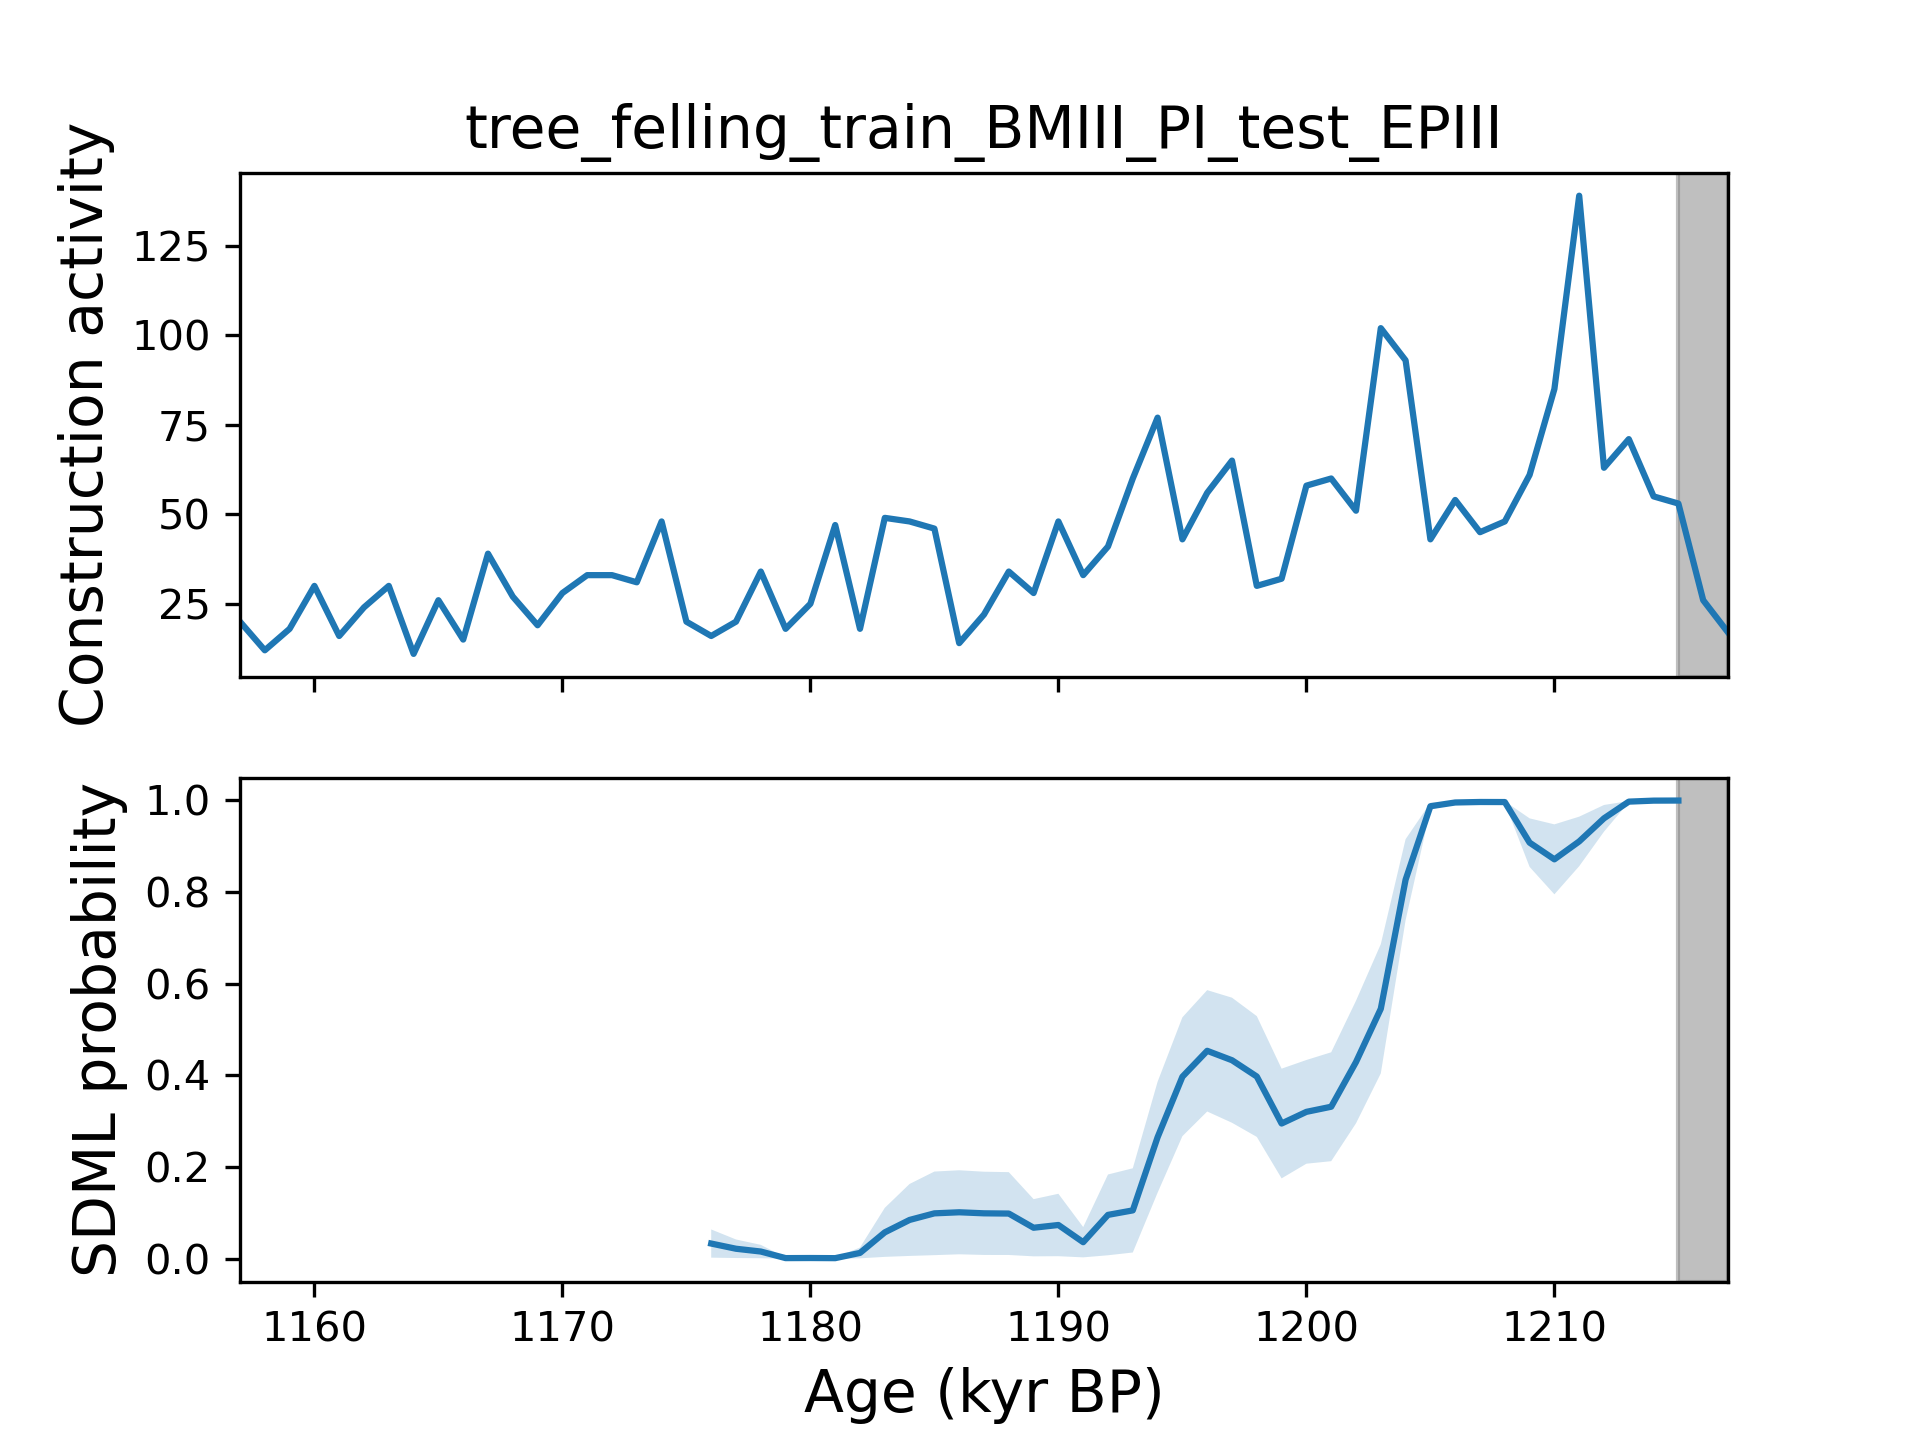 tree_felling_train_BMIII_PI_test_EPIII
Construction activity
125
100
75
50
25
SDML probability
1.0
0.8
0.6
0.4
0.2
0.0
1160 1170 1180 1190 1200 1210
Age (kyr BP)